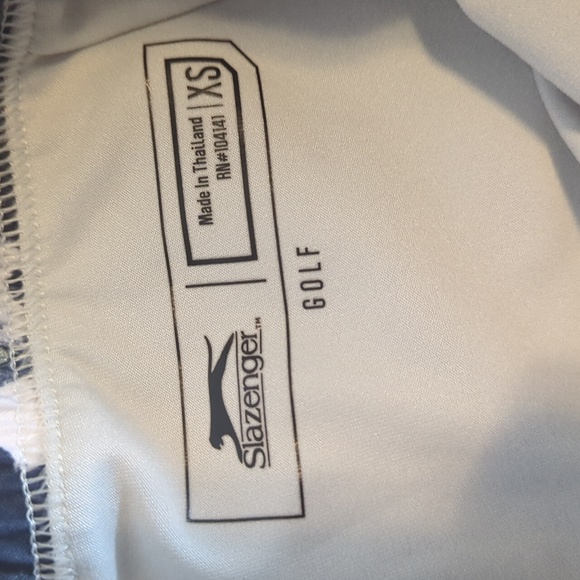 Slazenger™
Made In Thailand
RN#104141
XS
GOLF